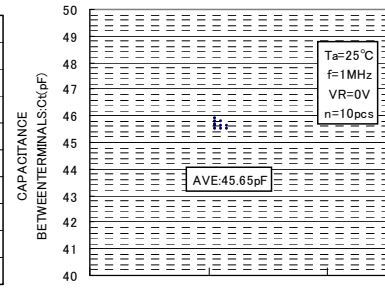 50
49
48
47
46
45
44
43
42
41
40
CAPACITANCE
BETWEENTERMINALS:Ct(pF)
Ta=25°C
f=1MHz
VR=0V
n=10pcs
AVE:45.65pF